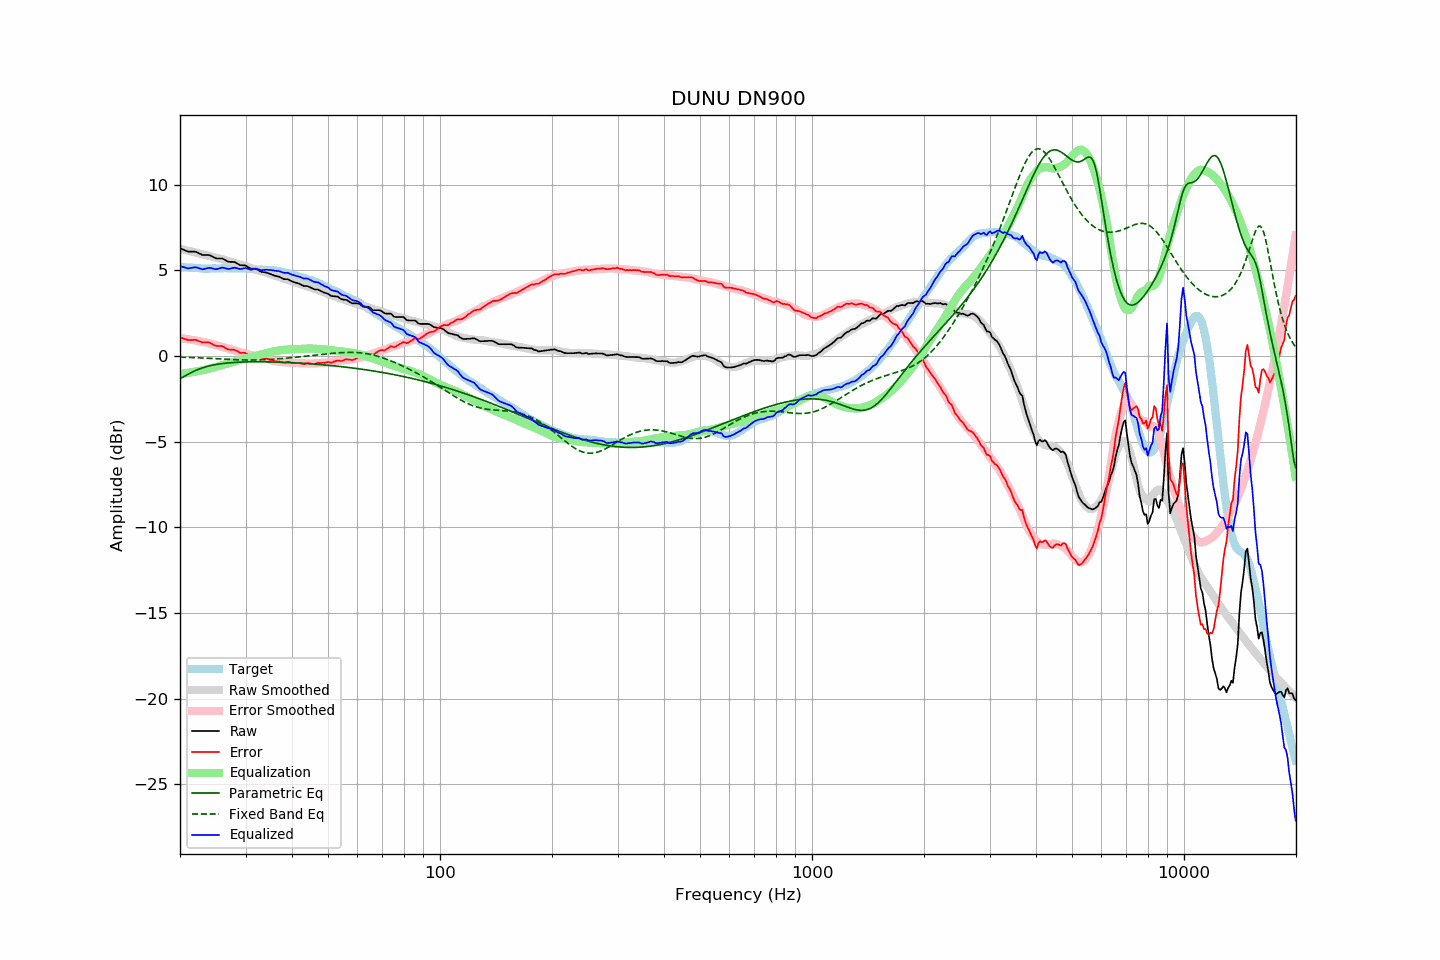 DUNU DN900
Amplitude (dBr)
10
5
0
−5
−10
−15
−20
−25
Target
Raw Smoothed
Error Smoothed
Raw
Error
Equalization
Parametric Eq
Fixed Band Eq
Equalized
100
1000
10000
Frequency (Hz)